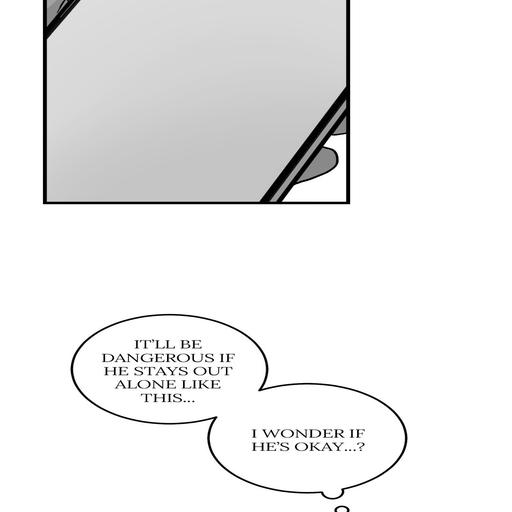 IT'LL BE
DANGEROUS IF
HE STAYS OUT
ALONE LIKE
THIS...
I WONDER IF
HE'S OKAY...?